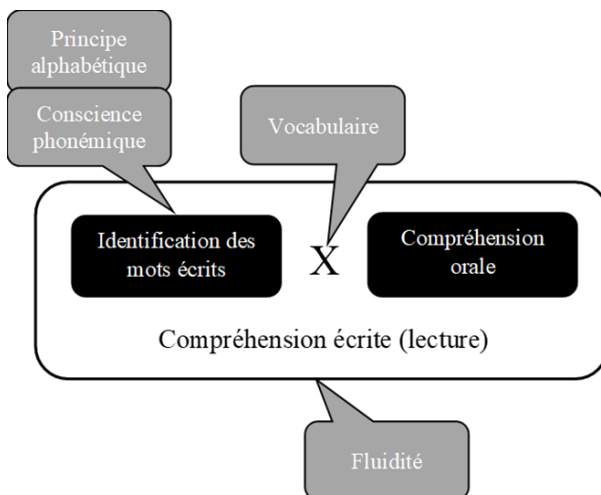 Principe
alphabétique
Conscience
phonémique
Vocabulaire
Identification des
mots écrits
X
Compréhension
orale
Compréhension écrite (lecture)
Fluidité